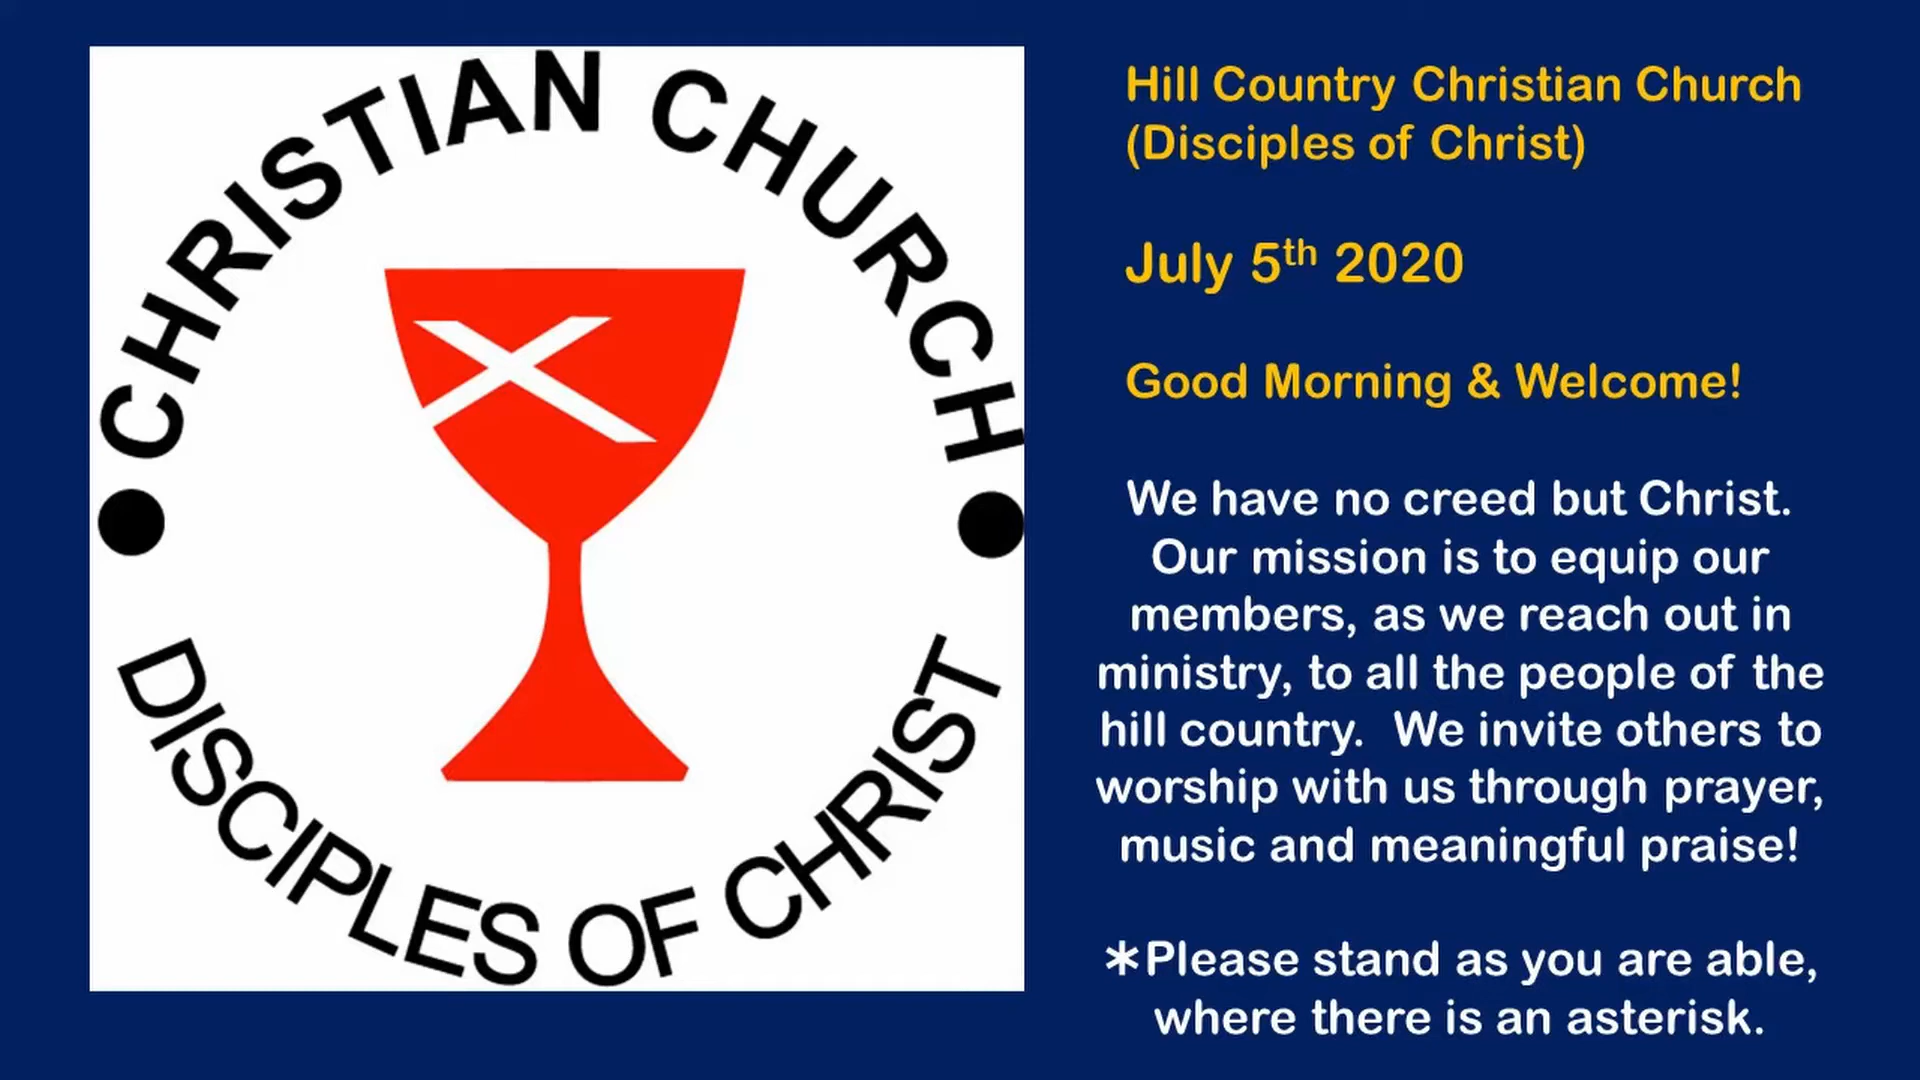 CHRISTIAN CHURCH
DISCIPLES OF CHRIST
Hill Country Christian Church
(Disciples of Christ)
July 5th 2020
Good Morning & Welcome!
We have no creed but Christ.
Our mission is to equip our
members, as we reach out in
ministry, to all the people of the
hill country. We invite others to
worship with us through prayer,
music and meaningful praise!
*Please stand as you are able,
where there is an asterisk.